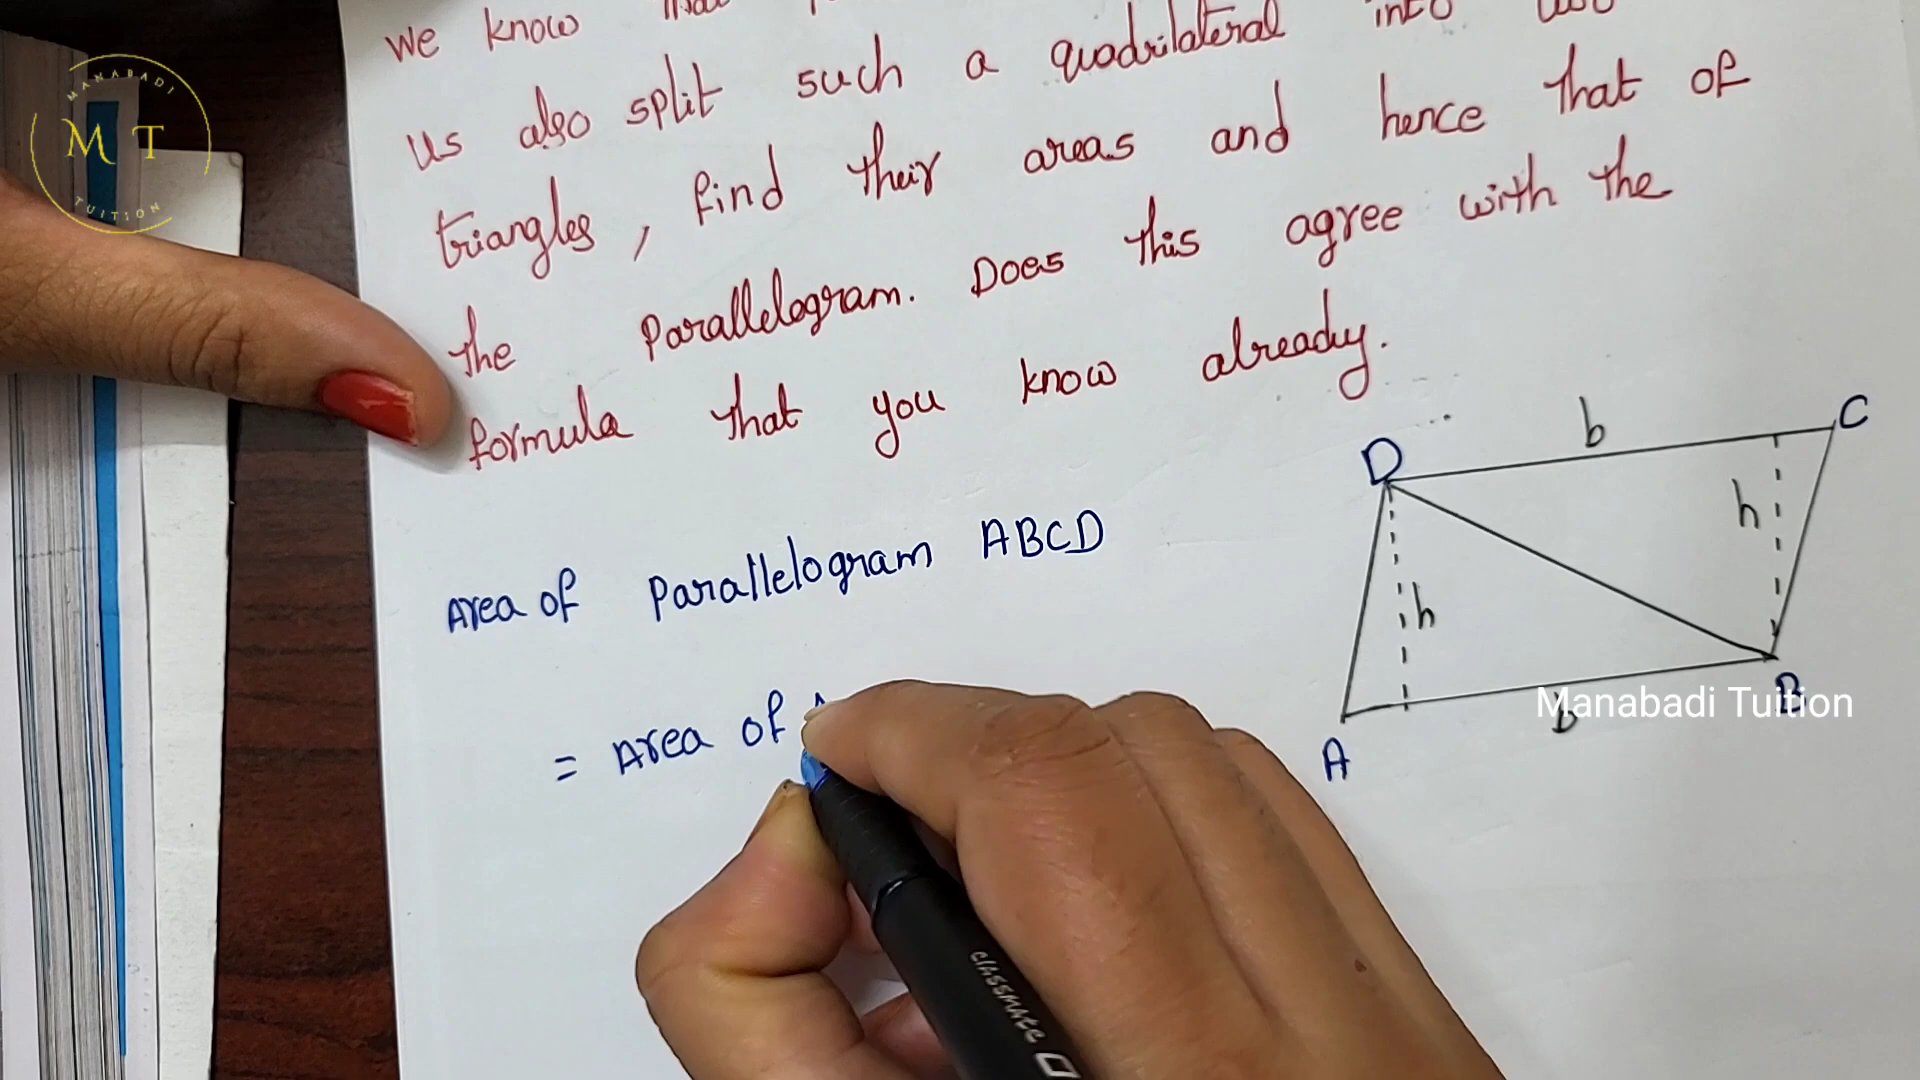 MANABADI
M T
TUITION
we know
us also split such a quadrilateral into
triangles, find their areas and hence that of
the parallelogram. Does this agree with the
formula that you know already.
Area of parallelogram ABCD
= Area of
D b C
h
h
A b B
Manabadi Tuition
classmate